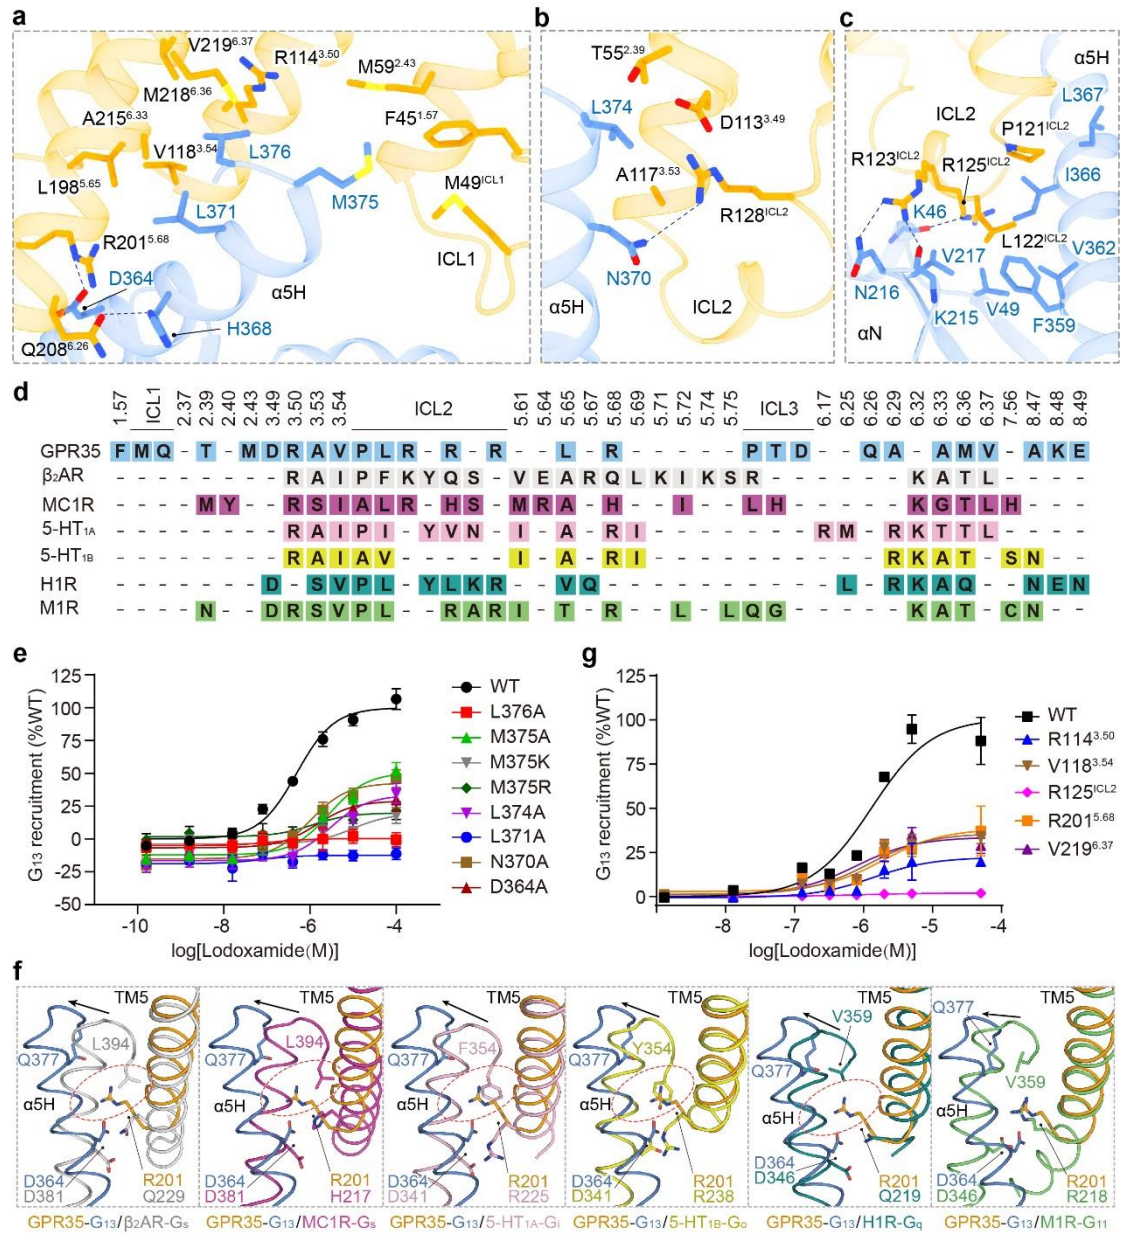 a
V219^6.37
R114^3.50
M59^2.43
M218^6.36
A215^6.33
F45^1.57
V118^3.54
L376
L198^5.65
M375
M49^ICL1
L371
R201^5.68
D364
ICL1
α5H
H368
Q208^6.26
b
T55^2.39
L374
D113^3.49
A117^3.53
R128^ICL2
N370
α5H
ICL2
c
α5H
L367
ICL2
P121^ICL2
R123^ICL2
R125^ICL2
I366
K46
L122^ICL2
V217
V362
N216
V49
K215
F359
αN
d
1.57 ICL1 2.37 2.39 2.40 2.43 3.49 3.50 3.53 3.54 ICL2 5.61 5.64 5.65 5.67 5.68 5.69 5.71 5.72 5.74 5.75 ICL3 6.17 6.25 6.26 6.29 6.32 6.33 6.36 6.37 7.56 8.47 8.48 8.49
GPR35 F M Q - T - M D R A V P L R - R - R - - L - R - - - - - P T D - - Q A - A M V - A K E
β₂AR - - - - - - - - R A I P F K Y Q S - V E A R Q L K I K S R - - - - - - K A T L - - - -
MC1R - - - - M Y - - R S I A L R - H S - M R A - H - - I - - L H - - - - - K G T L H - - -
5-HT1A - - - - - - - - R A I P I - Y V N - I - A - R I - - - - - - - R M - R K T T L - - - -
5-HT1B - - - - - - - - R A I A V - - - - - I - A - R I - - - - - - - - - - R K A T - S N - -
H1R - - - - - - - D - S V P L - Y L K R - - V Q - - - - - - - - - - L - R K A Q - - N E N
M1R - - - - N - - D R S V P L - - R A R I - T - R - - L - L Q G - - - - - K A T - C N - -
e
G13 recruitment (%WT)
125
100
75
50
25
0
-25
-50
-10 -8 -6 -4
log[Lodoxamide(M)]
WT
L376A
M375A
M375K
M375R
L374A
L371A
N370A
D364A
g
G13 recruitment (%WT)
125
100
75
50
25
0
-8 -7 -6 -5 -4
log[Lodoxamide(M)]
WT
R114^3.50
V118^3.54
R125^ICL2
R201^5.68
V219^6.37
f
TM5
L394
Q377
α5H
D364
D381
R201
Q229
GPR35-G13/β₂AR-Gs
TM5
L394
Q377
α5H
D364
D381
R201
H217
GPR35-G13/MC1R-Gs
TM5
F354
Q377
α5H
D364
D341
R201
R225
GPR35-G13/5-HT1A-Gi
TM5
Y354
Q377
α5H
D364
D341
R201
R238
GPR35-G13/5-HT1B-Go
TM5
V359
Q377
α5H
D364
D346
R201
Q219
GPR35-G13/H1R-Gq
TM5
Q377
V359
α5H
D364
D346
R201
R218
GPR35-G13/M1R-G11